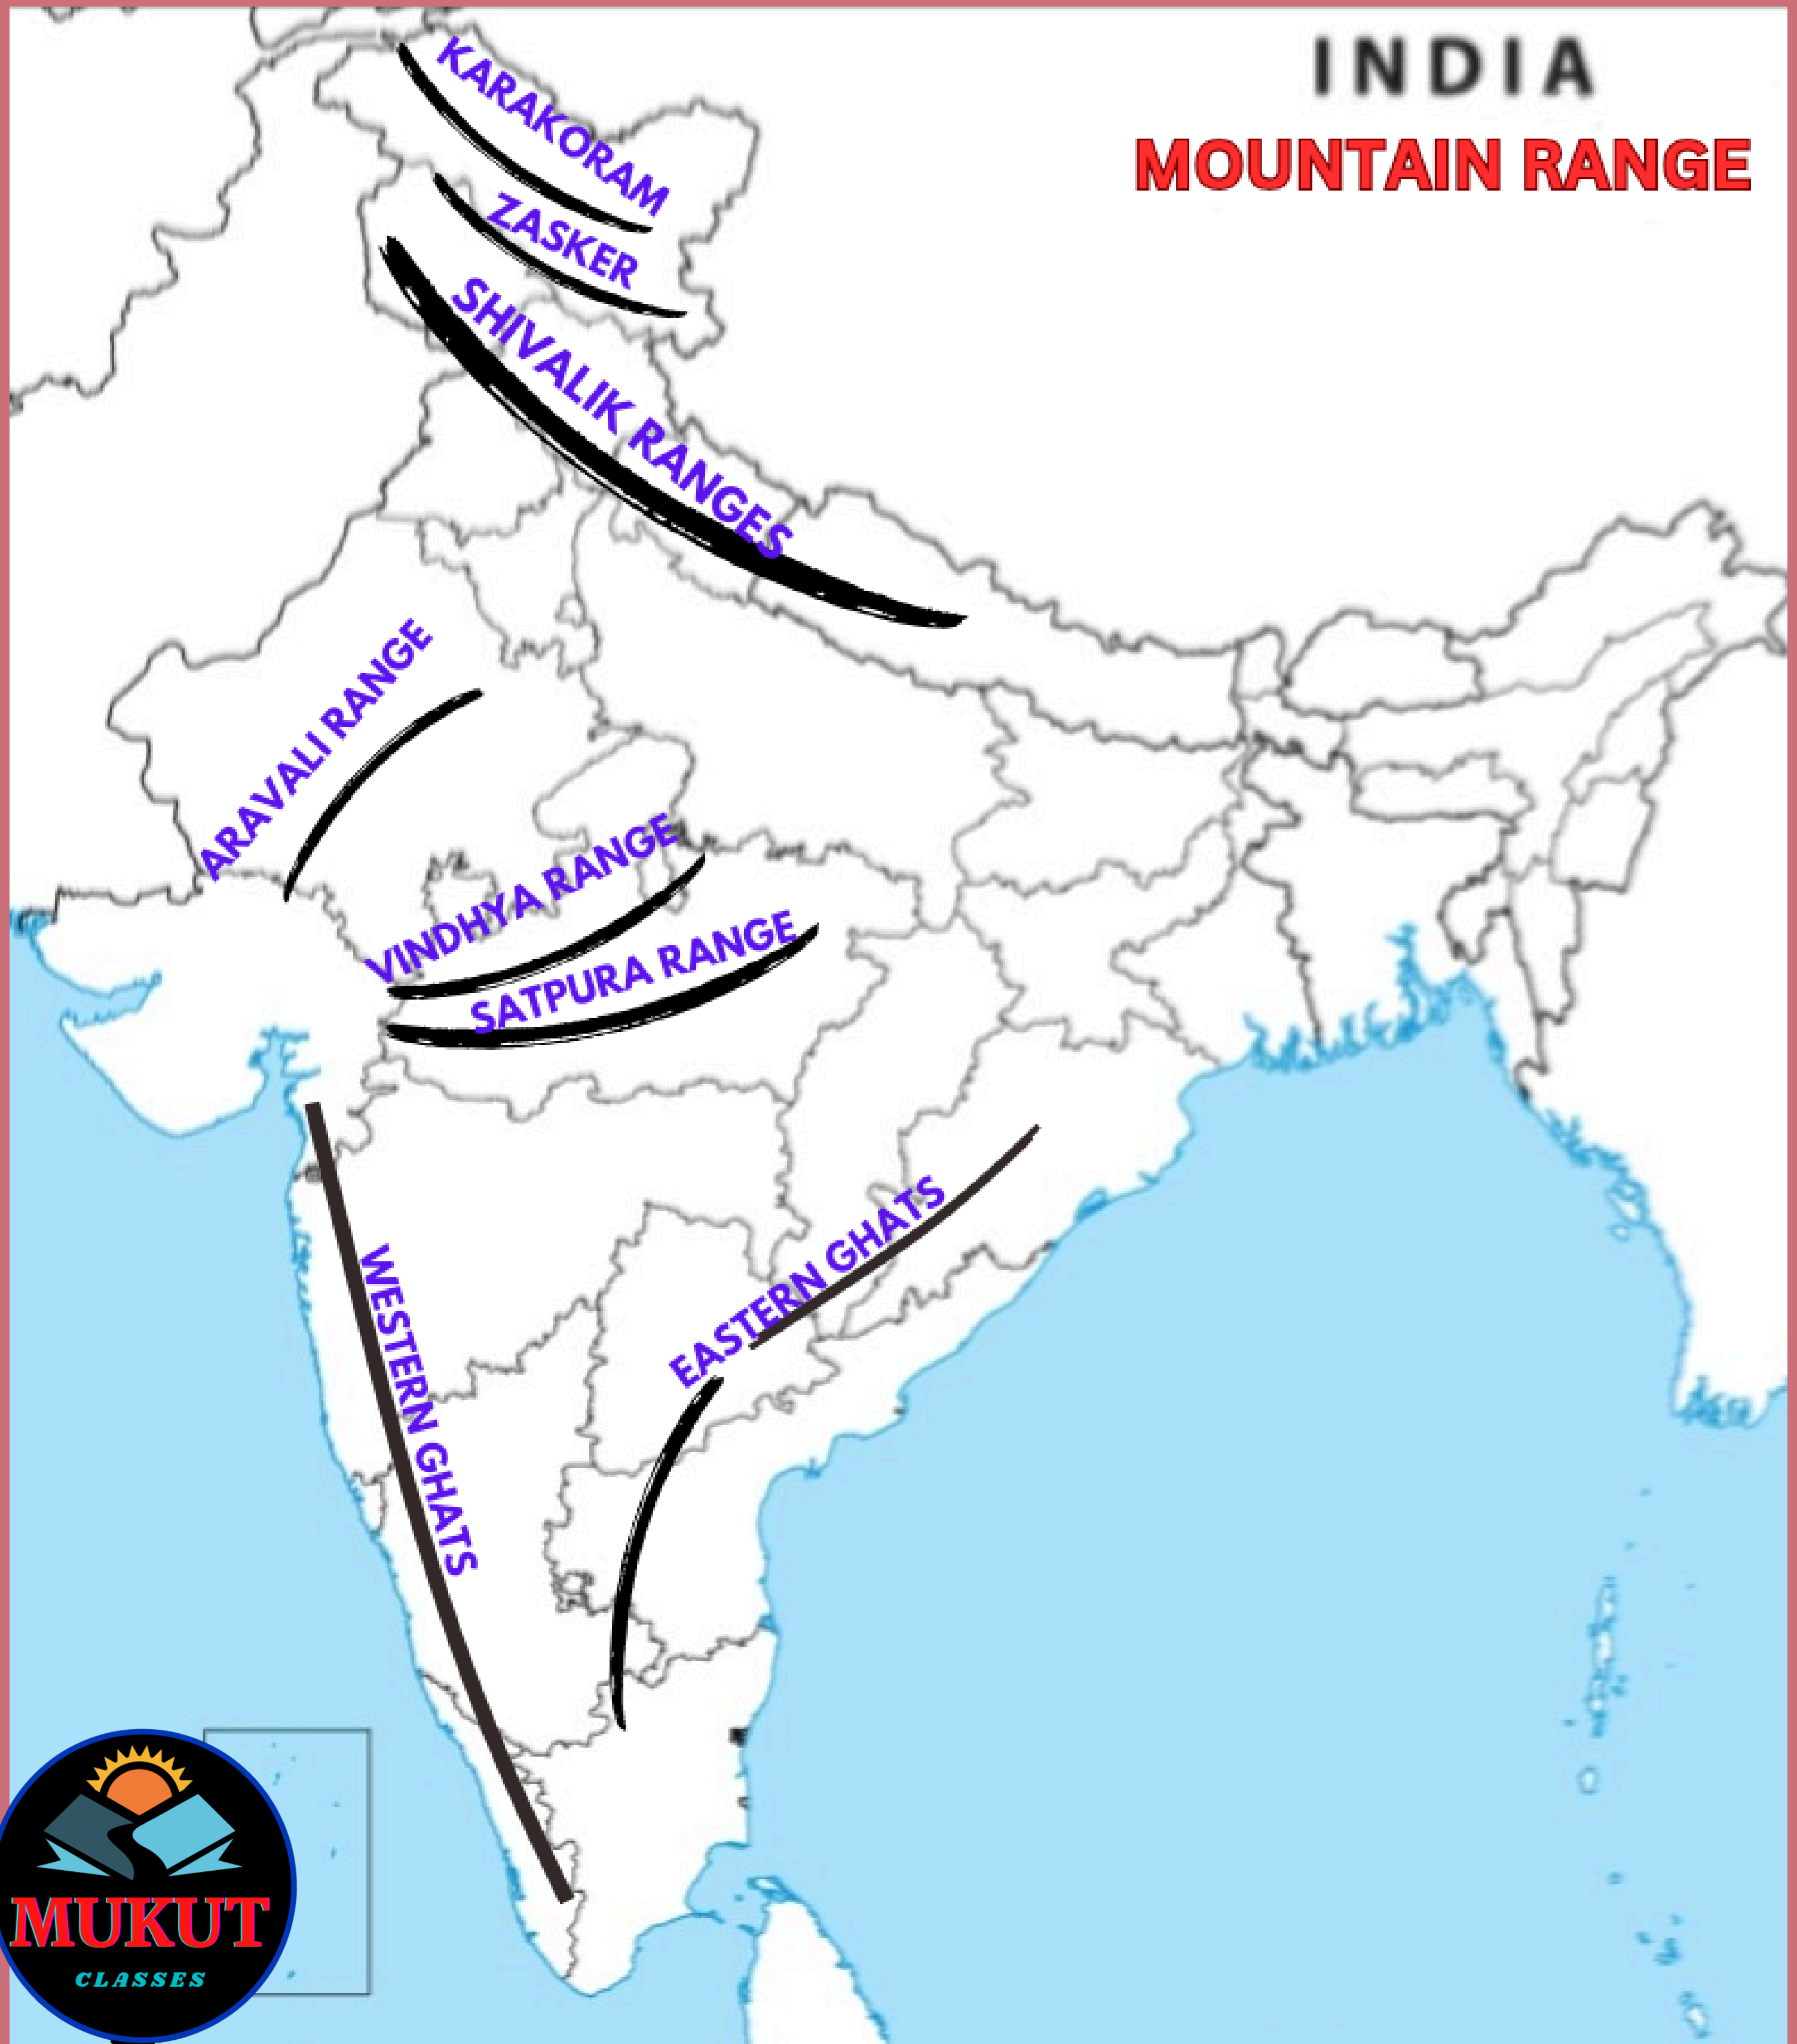 INDIA
MOUNTAIN RANGE
KARAKORAM
ZASKER
SHIVALIK RANGES
ARAVALI RANGE
VINDHYA RANGE
SATPURA RANGE
EASTERN GHATS
WESTERN GHATS
MUKUT
CLASSES